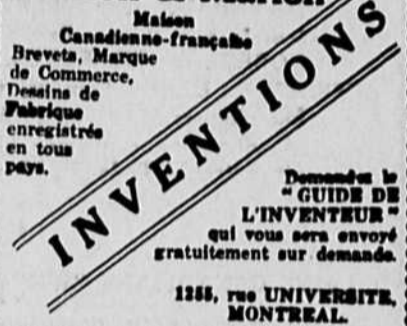 Maison
Canadienne-française
Brevets, Marque
de Commerce,
Dessins de
Fabrique
enregistrés
en tous
pays.
INVENTIONS
Demandez le
"GUIDE DE
L'INVENTEUR"
qui vous sera envoyé
gratuitement sur demande.
1255, rue UNIVERSITE,
MONTREAL.